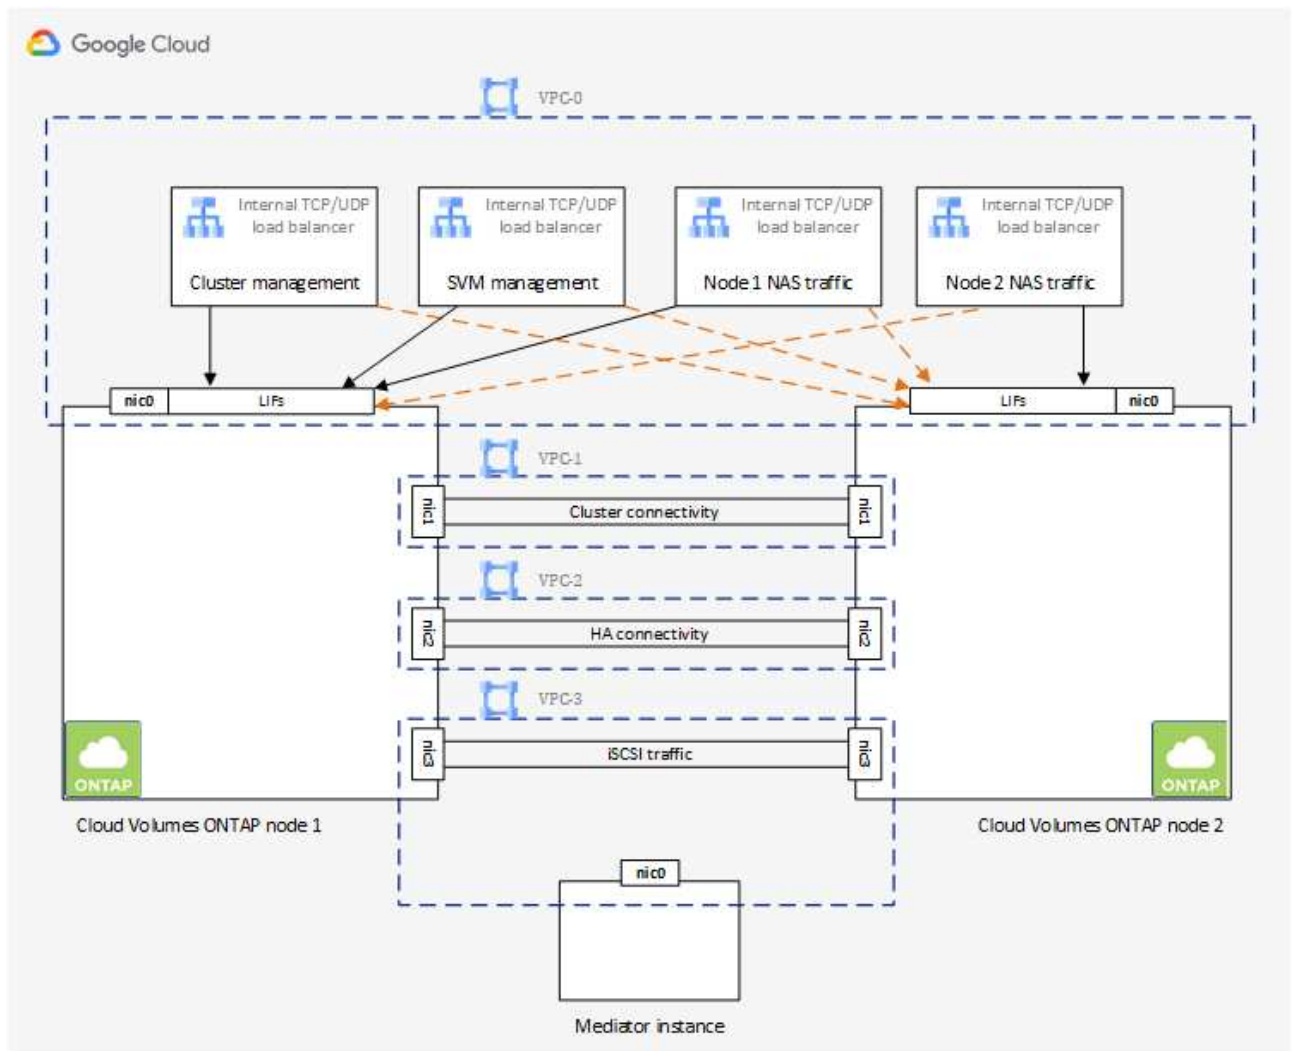 Google Cloud
VPC-0
Internal TCP/UDP
load balancer
Cluster management
Internal TCP/UDP
load balancer
SVM management
Internal TCP/UDP
load balancer
Node 1 NAS traffic
Internal TCP/UDP
load balancer
Node 2 NAS traffic
nic0
LIFs
LIFs
nic0
VPC-1
nic1
Cluster connectivity
nic1
VPC-2
nic2
HA connectivity
nic2
VPC-3
nic3
iSCSI traffic
nic3
ONTAP
ONTAP
Cloud Volumes ONTAP node 1
Cloud Volumes ONTAP node 2
nic0
Mediator instance